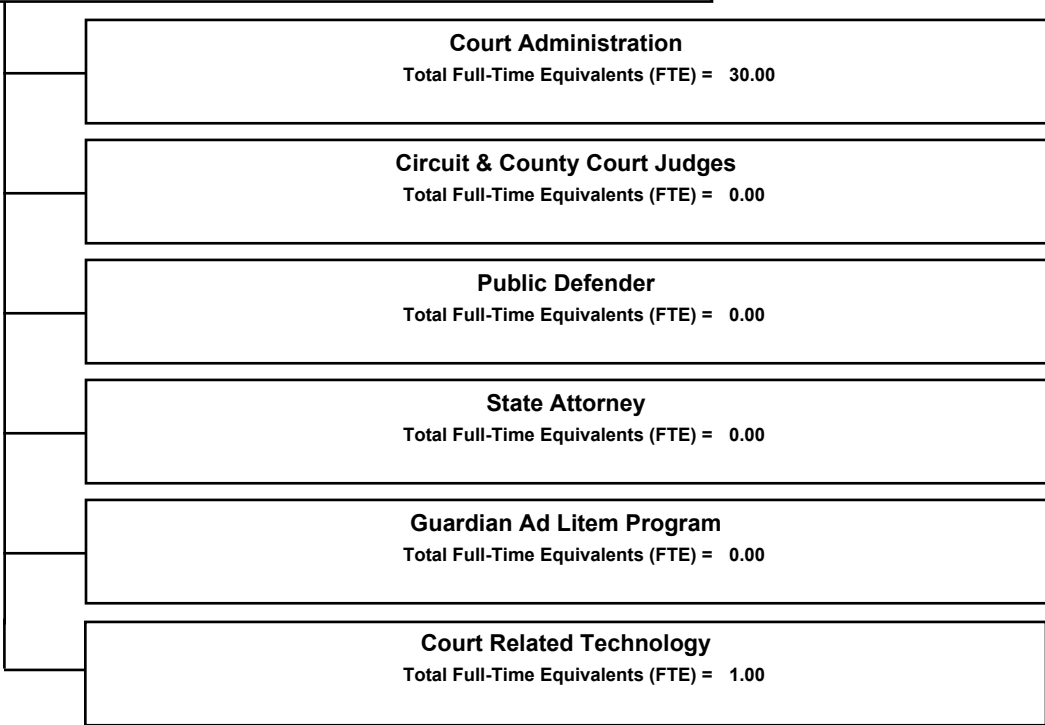 Court Administration
Total Full-Time Equivalents (FTE) = 30.00
Circuit & County Court Judges
Total Full-Time Equivalents (FTE) = 0.00
Public Defender
Total Full-Time Equivalents (FTE) = 0.00
State Attorney
Total Full-Time Equivalents (FTE) = 0.00
Guardian Ad Litem Program
Total Full-Time Equivalents (FTE) = 0.00
Court Related Technology
Total Full-Time Equivalents (FTE) = 1.00